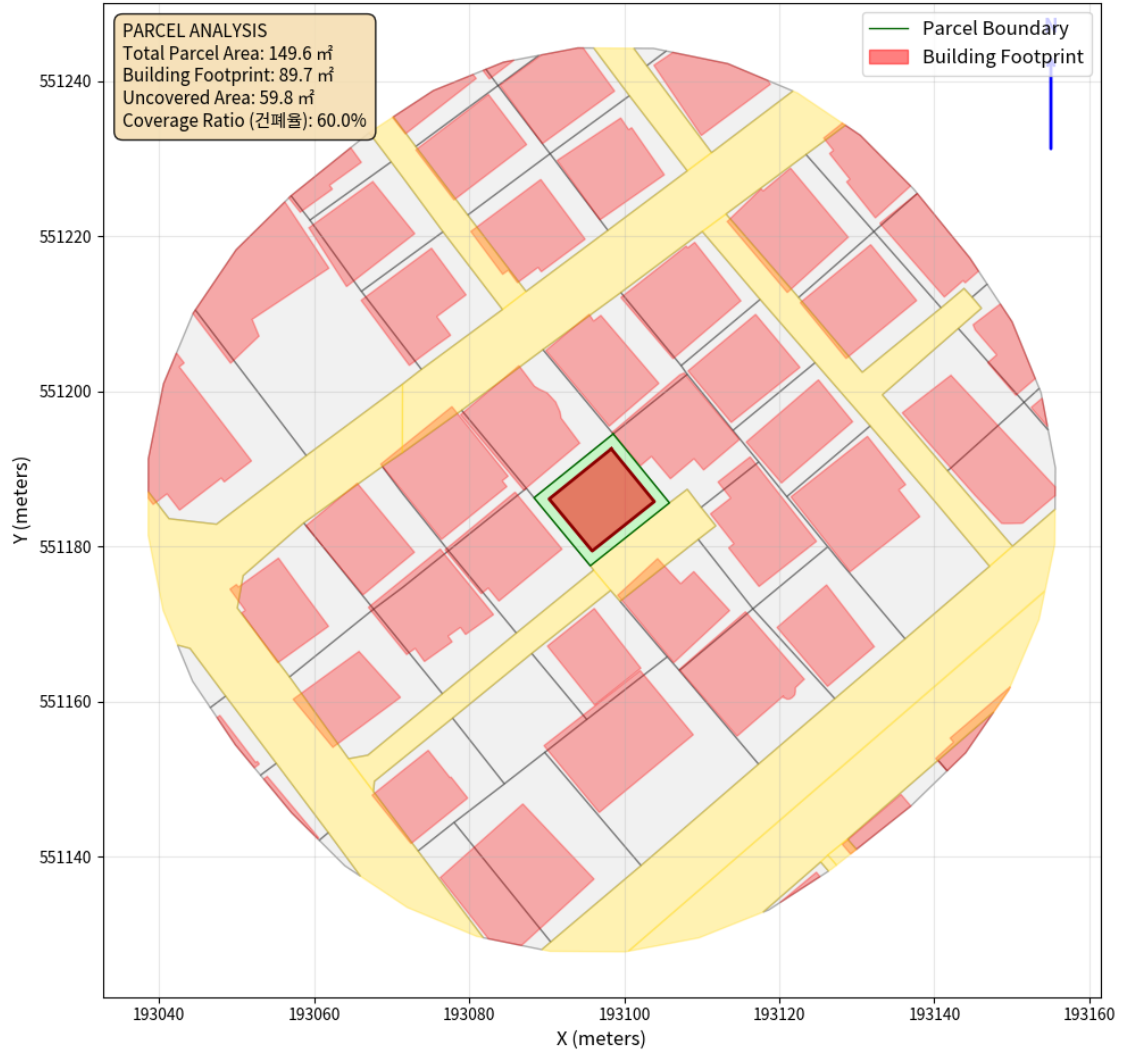 PARCEL ANALYSIS
Total Parcel Area: 149.6 ㎡
Building Footprint: 89.7 ㎡
Uncovered Area: 59.8 ㎡
Coverage Ratio (건폐율): 60.0%
Parcel Boundary
Building Footprint
N
551240
551220
551200
551180
551160
551140
Y (meters)
193040
193060
193080
193100
193120
193140
193160
X (meters)